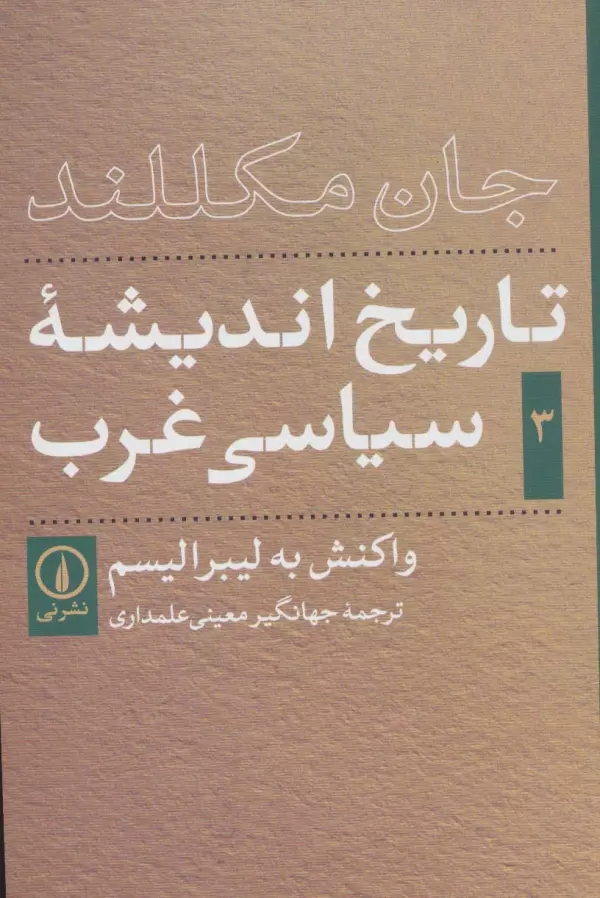 جان مکللند
تاریخ اندیشهٔ
سیاسی غرب
۳
واکنش به لیبرالیسم
ترجمهٔ جهانگیر معینی علمداری
نشرنی